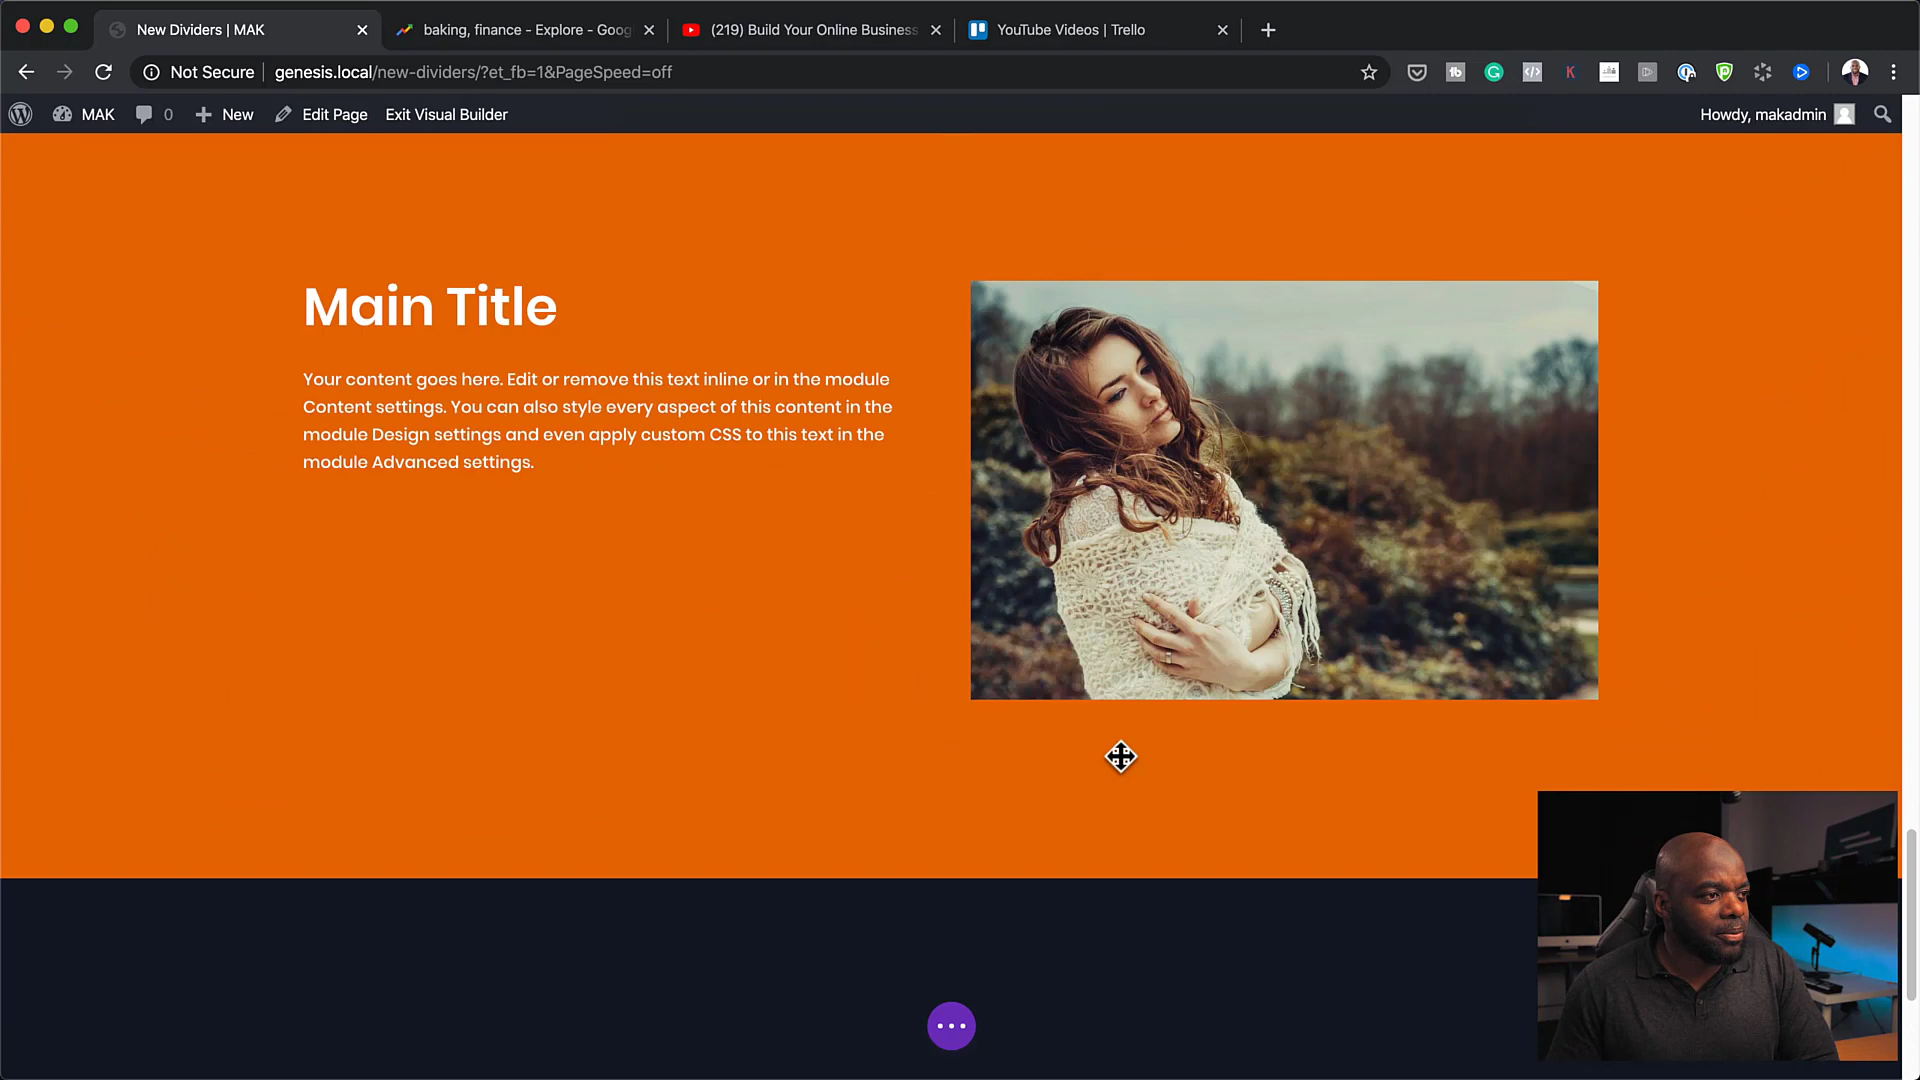 New Dividers | MAK
baking, finance - Explore - Goog
(219) Build Your Online Business
YouTube Videos | Trello
Not Secure
genesis.local/new-dividers/?et_fb=1&PageSpeed=off
MAK
0
New
Edit Page
Exit Visual Builder
Howdy, makadmin
Main Title
Your content goes here. Edit or remove this text inline or in the module
Content settings. You can also style every aspect of this content in the
module Design settings and even apply custom CSS to this text in the
module Advanced settings.